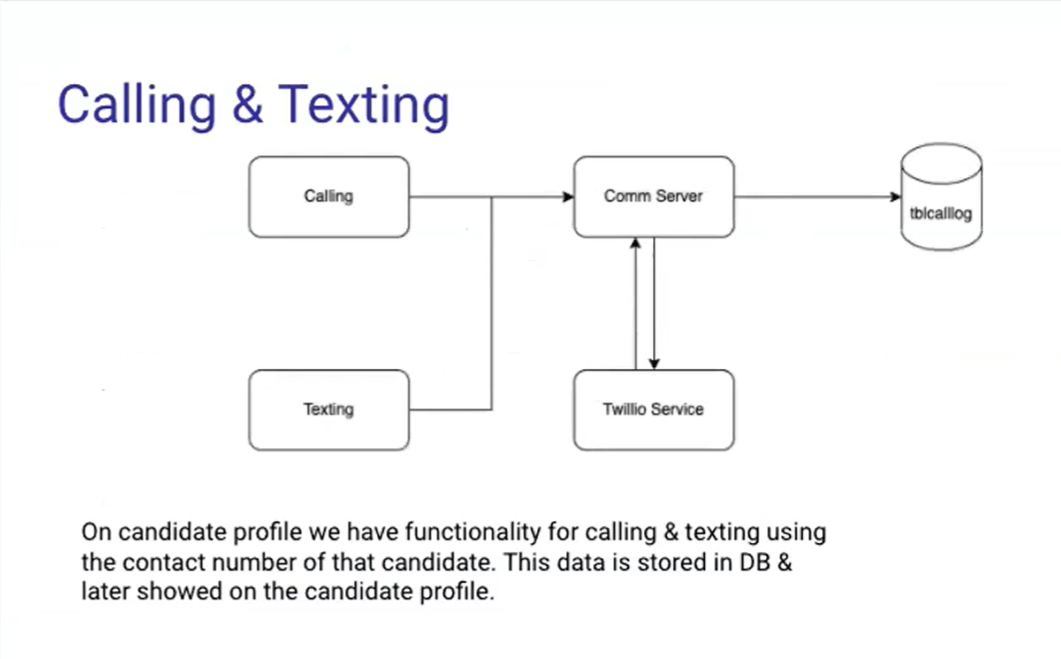 Calling & Texting
Calling
Comm Server
tblcalllog
Texting
Twillio Service
On candidate profile we have functionality for calling & texting using
the contact number of that candidate. This data is stored in DB &
later showed on the candidate profile.